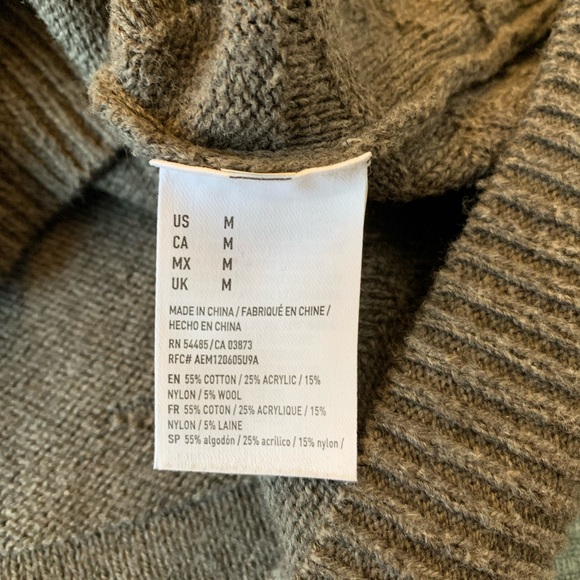 US M
CA M
MX M
UK M
MADE IN CHINA / FABRIQUÉ EN CHINE /
HECHO EN CHINA
RN 54485 / CA 03873
RFC# AEM120605U9A
EN 55% COTTON / 25% ACRYLIC / 15%
NYLON / 5% WOOL
FR 55% COTON / 25% ACRYLIQUE / 15%
NYLON / 5% LAINE
SP 55% algodón / 25% acrílico / 15% nylon /